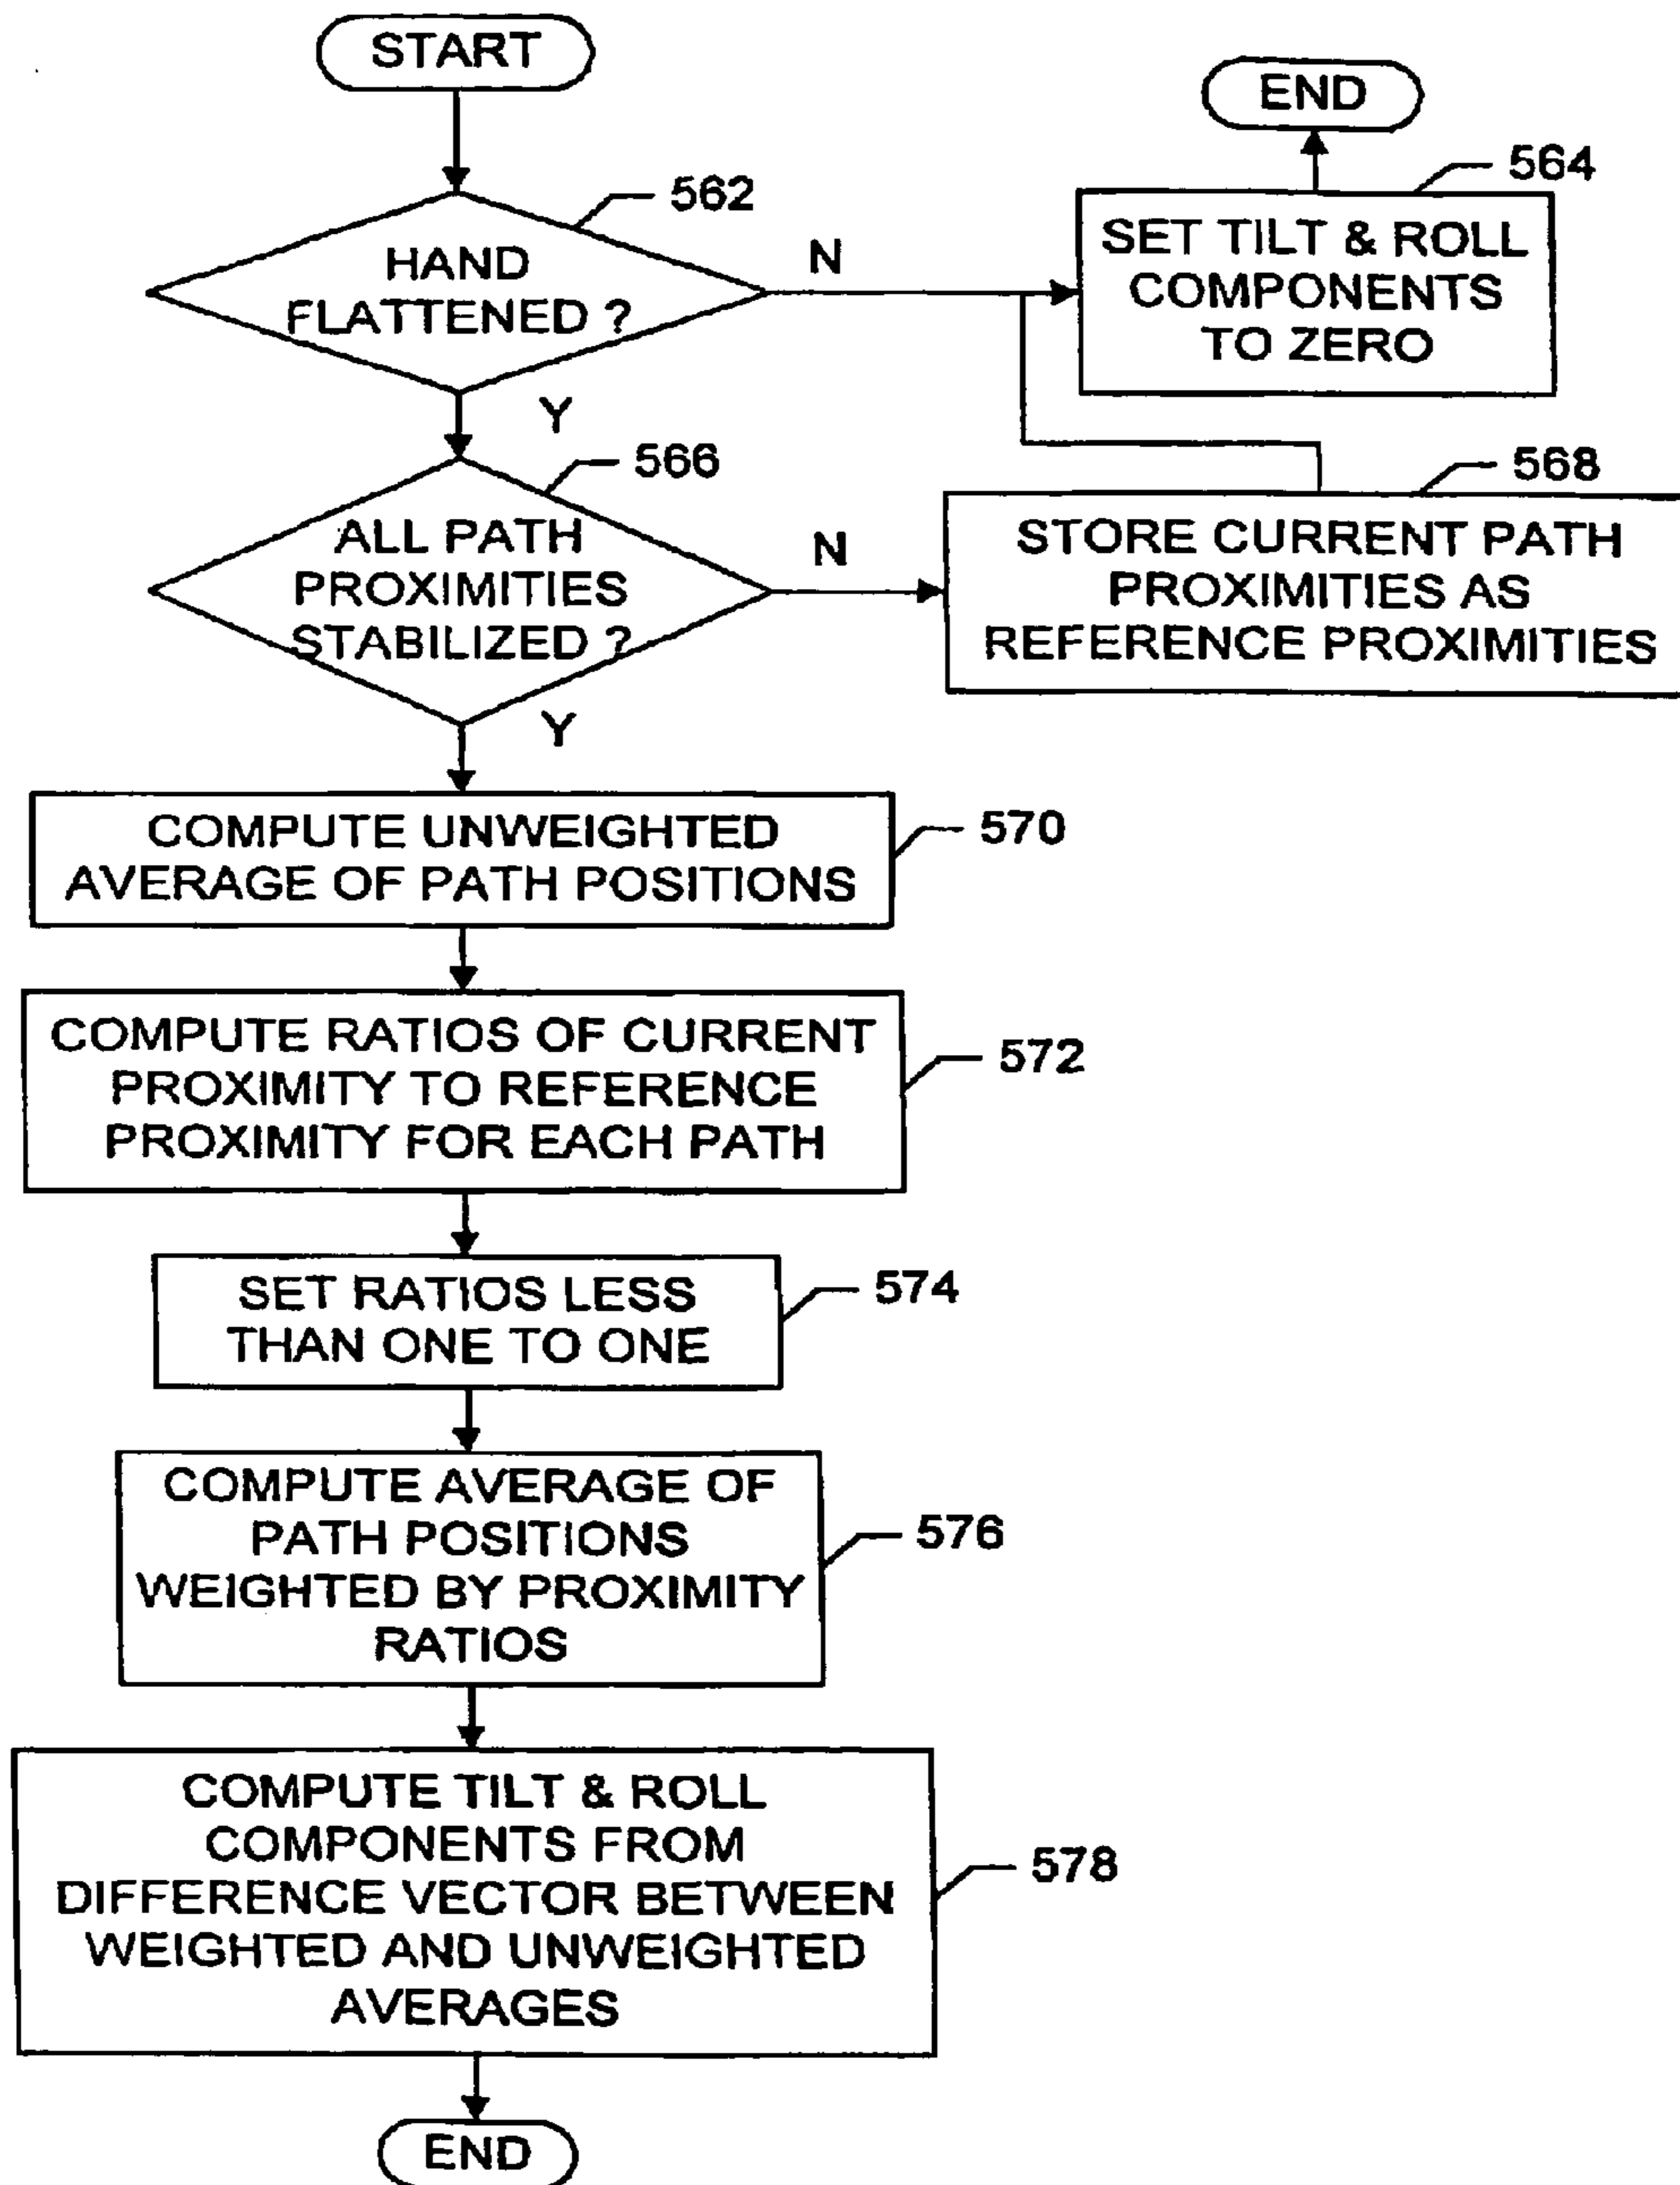 START
END
562
564
HAND
FLATTENED ?
N
SET TILT & ROLL
COMPONENTS
TO ZERO
Y
566
568
ALL PATH
PROXIMITIES
STABILIZED ?
N
STORE CURRENT PATH
PROXIMITIES AS
REFERENCE PROXIMITIES
Y
COMPUTE UNWEIGHTED
AVERAGE OF PATH POSITIONS
570
COMPUTE RATIOS OF CURRENT
PROXIMITY TO REFERENCE
PROXIMITY FOR EACH PATH
572
SET RATIOS LESS
THAN ONE TO ONE
574
COMPUTE AVERAGE OF
PATH POSITIONS
WEIGHTED BY PROXIMITY
RATIOS
576
COMPUTE TILT & ROLL
COMPONENTS FROM
DIFFERENCE VECTOR BETWEEN
WEIGHTED AND UNWEIGHTED
AVERAGES
578
END